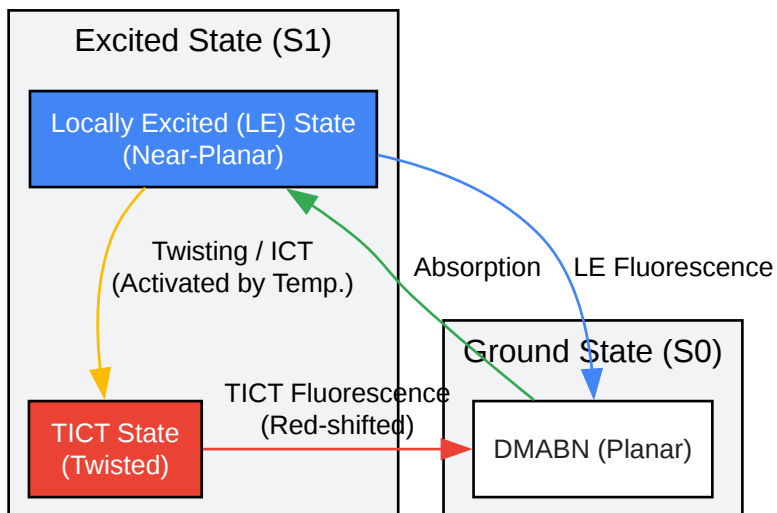 Excited State (S1)
Locally Excited (LE) State
(Near-Planar)
Twisting / ICT
(Activated by Temp.)
Absorption
LE Fluorescence
Ground State (S0)
TICT Fluorescence
(Red-shifted)
TICT State
(Twisted)
DMABN (Planar)